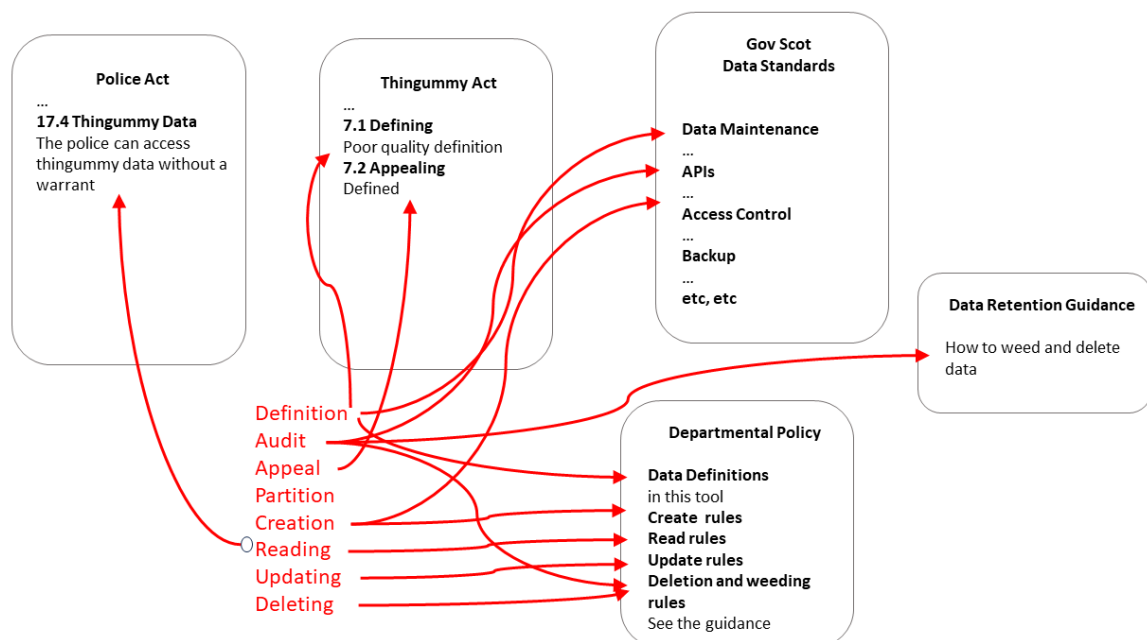 Police Act
...
17.4 Thingummy Data
The police can access
thingummy data without a
warrant
Thingummy Act
...
7.1 Defining
Poor quality definition
7.2 Appealing
Defined
Gov Scot
Data Standards
Data Maintenance
...
APIs
...
Access Control
...
Backup
...
etc, etc
Data Retention Guidance
How to weed and delete
data
Definition
Audit
Appeal
Partition
Creation
Reading
Updating
Deleting
Departmental Policy
Data Definitions
in this tool
Create rules
Read rules
Update rules
Deletion and weeding
rules
See the guidance